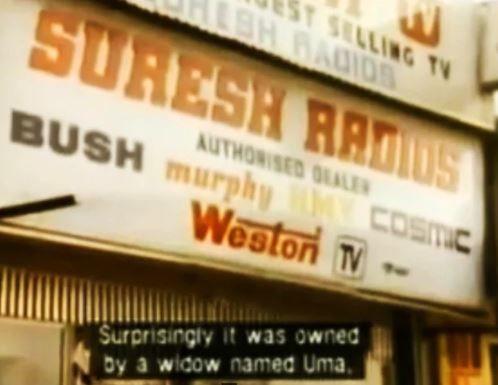 GEST SELLING TV
SURESH RADIOS
SURESH RADIOS
AUTHORISED DEALER
BUSH murphy HMV COSMIC
Weston TV
Surprisingly it was owned
by a widow named Uma,